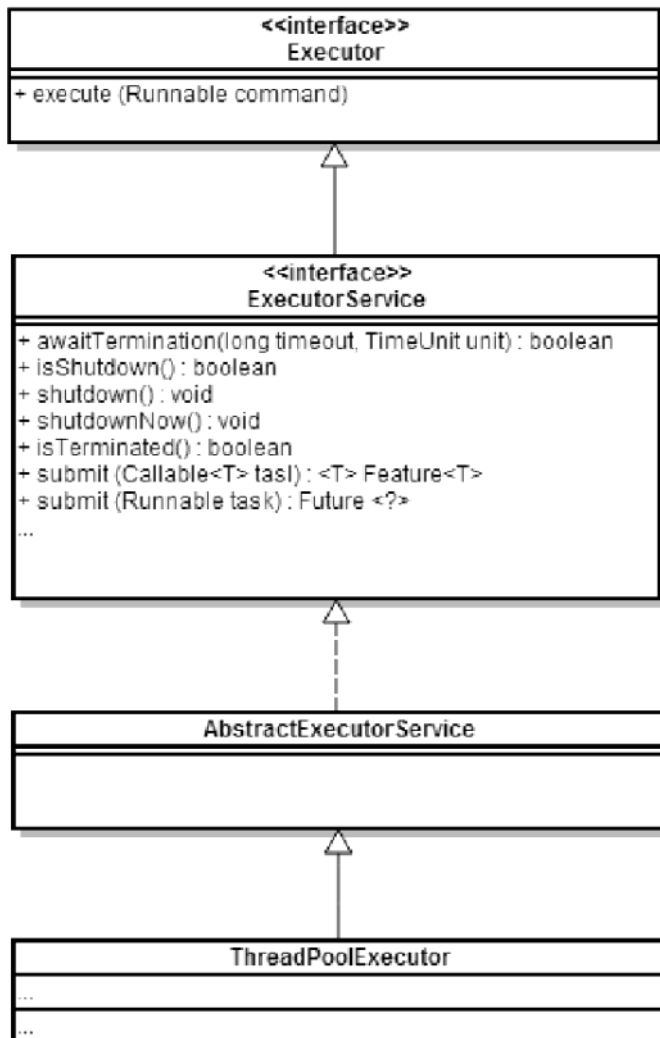 <<interface>>
Executor
+ execute (Runnable command)
<<interface>>
ExecutorService
+ awaitTermination(long timeout, TimeUnit unit) : boolean
+ isShutdown() : boolean
+ shutdown() : void
+ shutdownNow() : void
+ isTerminated() : boolean
+ submit (Callable<T> tasl) : <T> Feature<T>
+ submit (Runnable task) : Future <?>
...
AbstractExecutorService
ThreadPoolExecutor
...
...